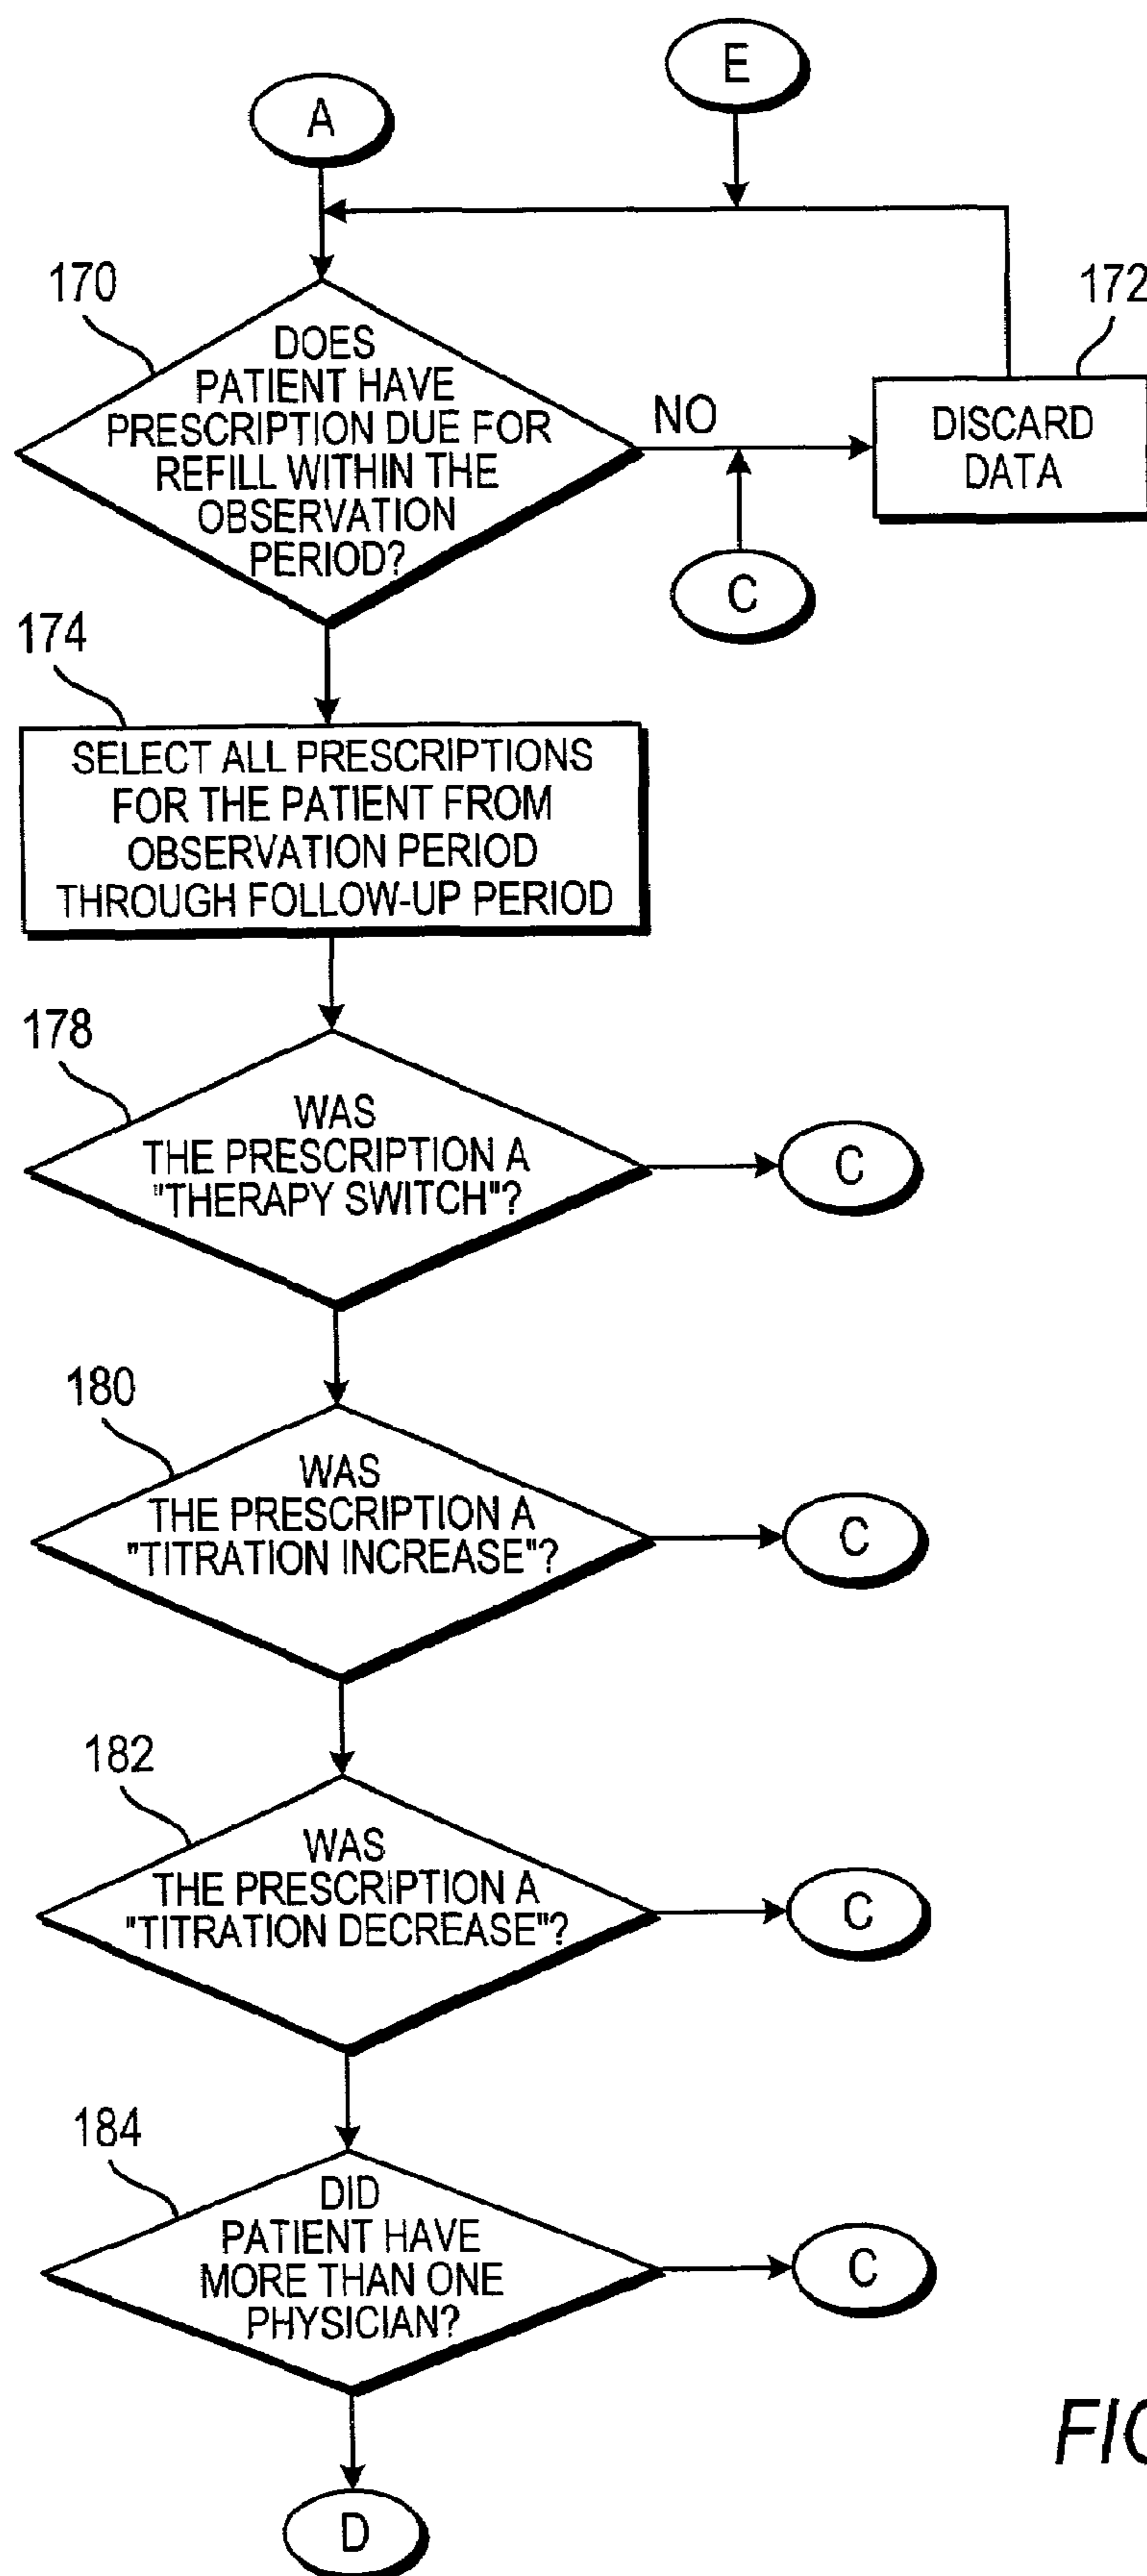 E
A
170
172
DOES
PATIENT HAVE
PRESCRIPTION DUE FOR
REFILL WITHIN THE
OBSERVATION
PERIOD?
NO
DISCARD
DATA
C
174
SELECT ALL PRESCRIPTIONS
FOR THE PATIENT FROM
OBSERVATION PERIOD
THROUGH FOLLOW-UP PERIOD
178
WAS
THE PRESCRIPTION A
"THERAPY SWITCH"?
C
180
WAS
THE PRESCRIPTION A
"TITRATION INCREASE"?
C
182
WAS
THE PRESCRIPTION A
"TITRATION DECREASE"?
C
184
DID
PATIENT HAVE
MORE THAN ONE
PHYSICIAN?
C
D